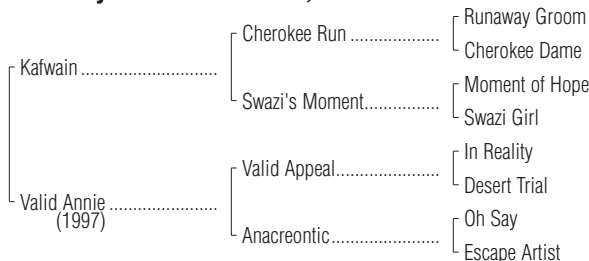 Runaway Groom
Cherokee Run ...................
Cherokee Dame
Kafwain .............................
Moment of Hope
Swazi's Moment................
Swazi Girl
In Reality
Valid Appeal......................
Desert Trial
Valid Annie .......................
(1997)
Oh Say
Anacreontic.......................
Escape Artist